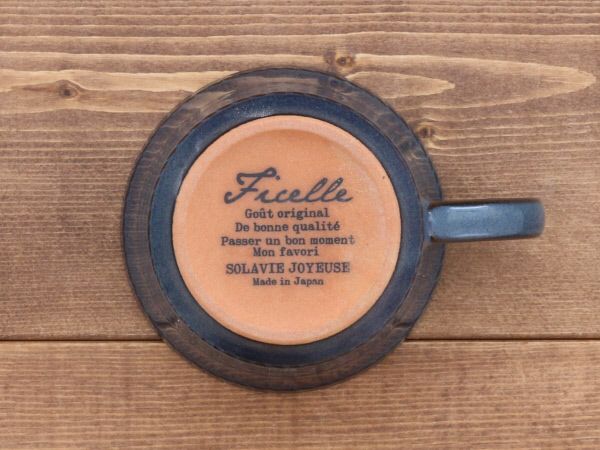 Ficelle
Goût original
De bonne qualité
Passer un bon moment
Mon favori
SOLAVIE JOYEUSE
Made in Japan